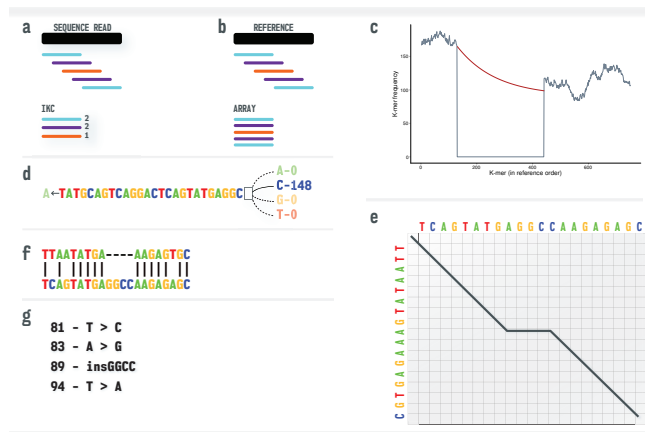 a
SEQUENCE READ
IKC
2
2
1
b
REFERENCE
ARRAY
c
K-mer frequency
150
100
50
0
0
200
400
600
K-mer (in reference order)
d
A←TATGCAGTCAGGACTCAGTATGAGGC
A-0
C-148
G-0
T-0
e
T C A G T A T G A G G C C A A G A G A G C
C G T G A G A A A G T A T A A T T
f
TTAATATGA----AAGAGTGC
TCAGTATGAGGCCAAGAGAGC
g
81 - T > C
83 - A > G
89 - insGGCC
94 - T > A